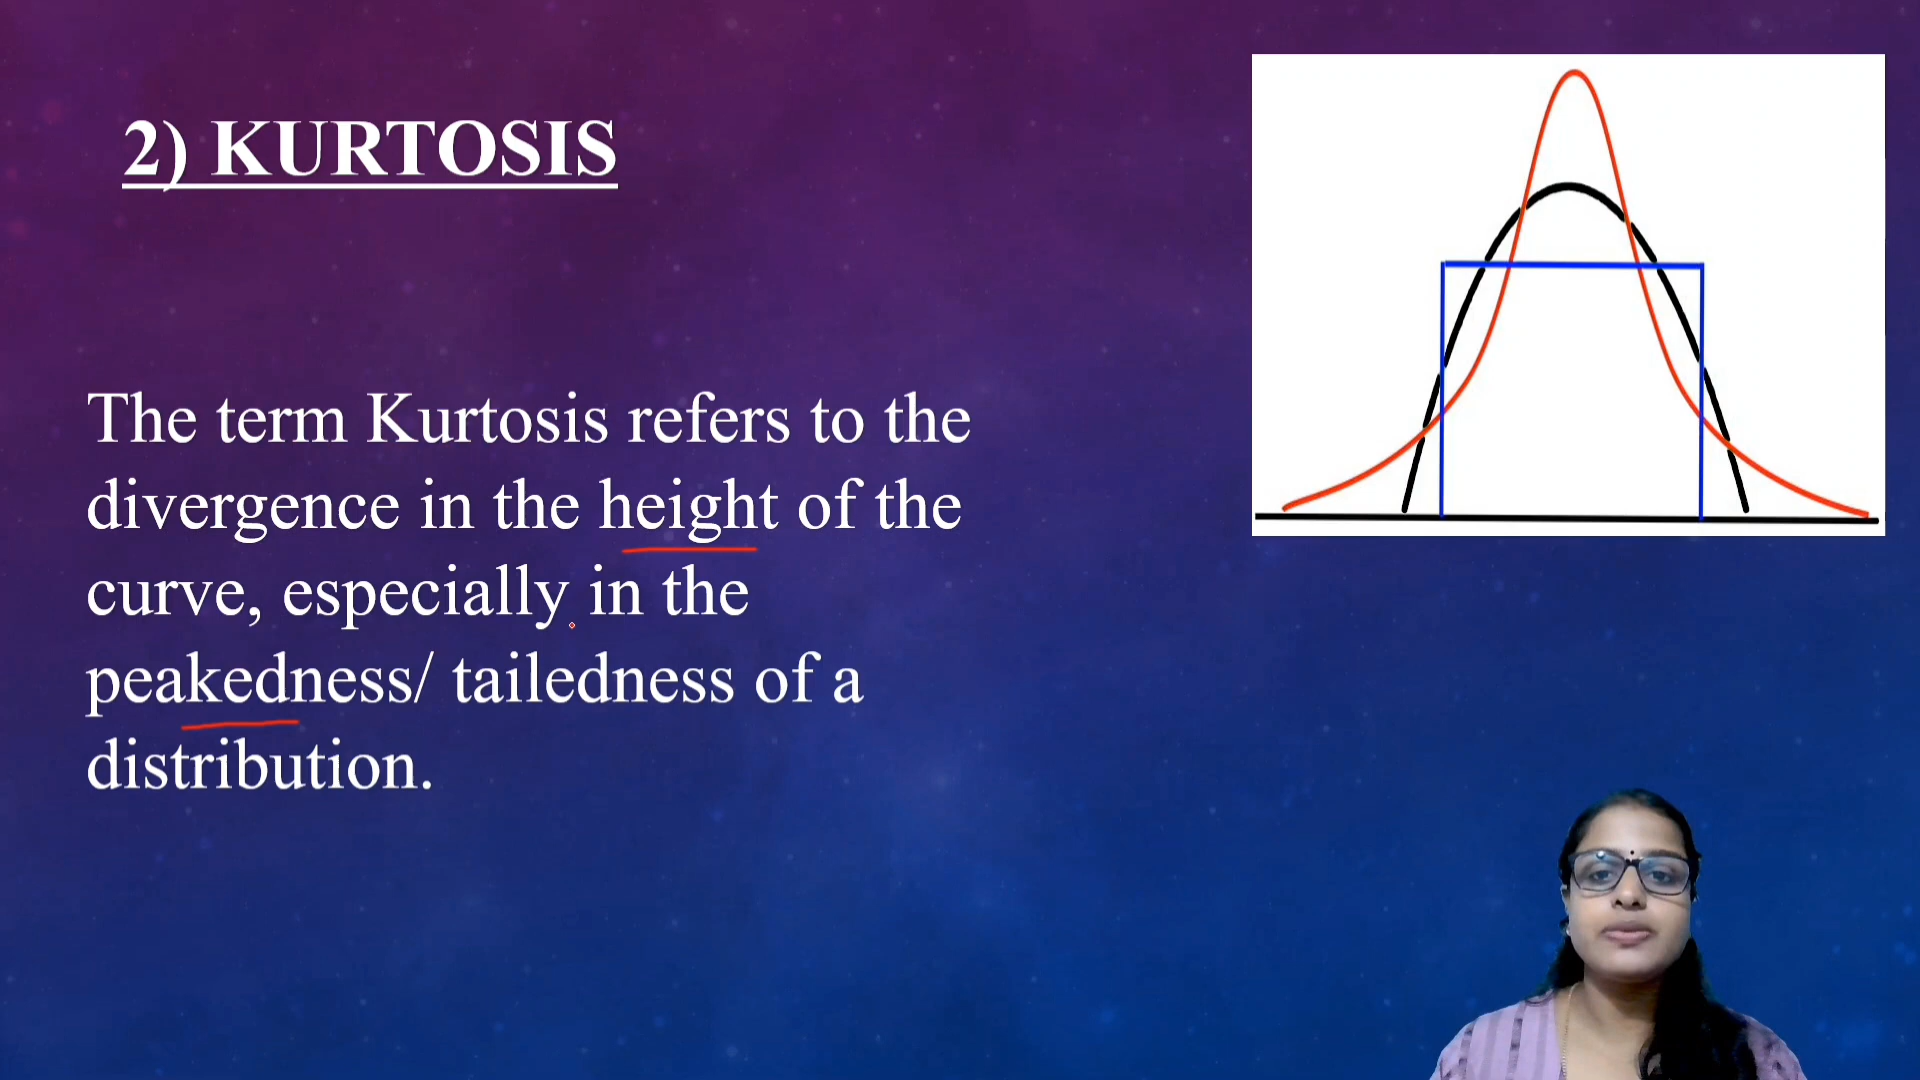 2) KURTOSIS
The term Kurtosis refers to the
divergence in the height of the
curve, especially in the
peakedness/ tailedness of a
distribution.